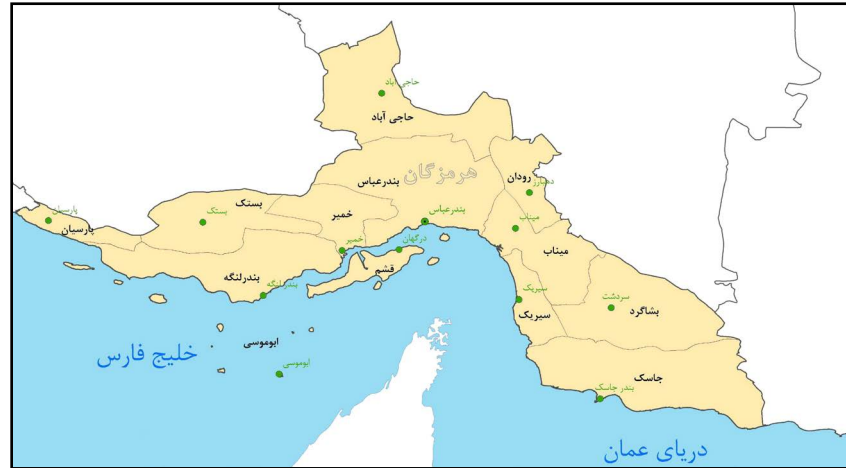 حاجی آباد
حاجی آباد
هرمزگان
رودان
دهبارز
بندرعباس
بندرعباس
بستک
بستک
خمیر
خمیر
پارسیان
پارسیان
میناب
میناب
درگهان
قشم
بندرلنگه
بندرلنگه
سیریک
سیریک
سردشت
بشاگرد
ابوموسی
ابوموسی
خلیج فارس
جاسک
بندر جاسک
دریای عمان